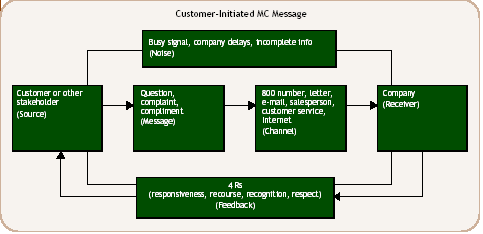 Customer-Initiated MC Message
Busy signal, company delays, incomplete info
(Noise)
Customer or other
stakeholder
(Source)
Question,
complaint,
compliment
(Message)
800 number, letter,
e-mail, salesperson,
customer service,
internet
(Channel)
Company
(Receiver)
4 Rs
(responsiveness, recourse, recognition, respect)
(Feedback)